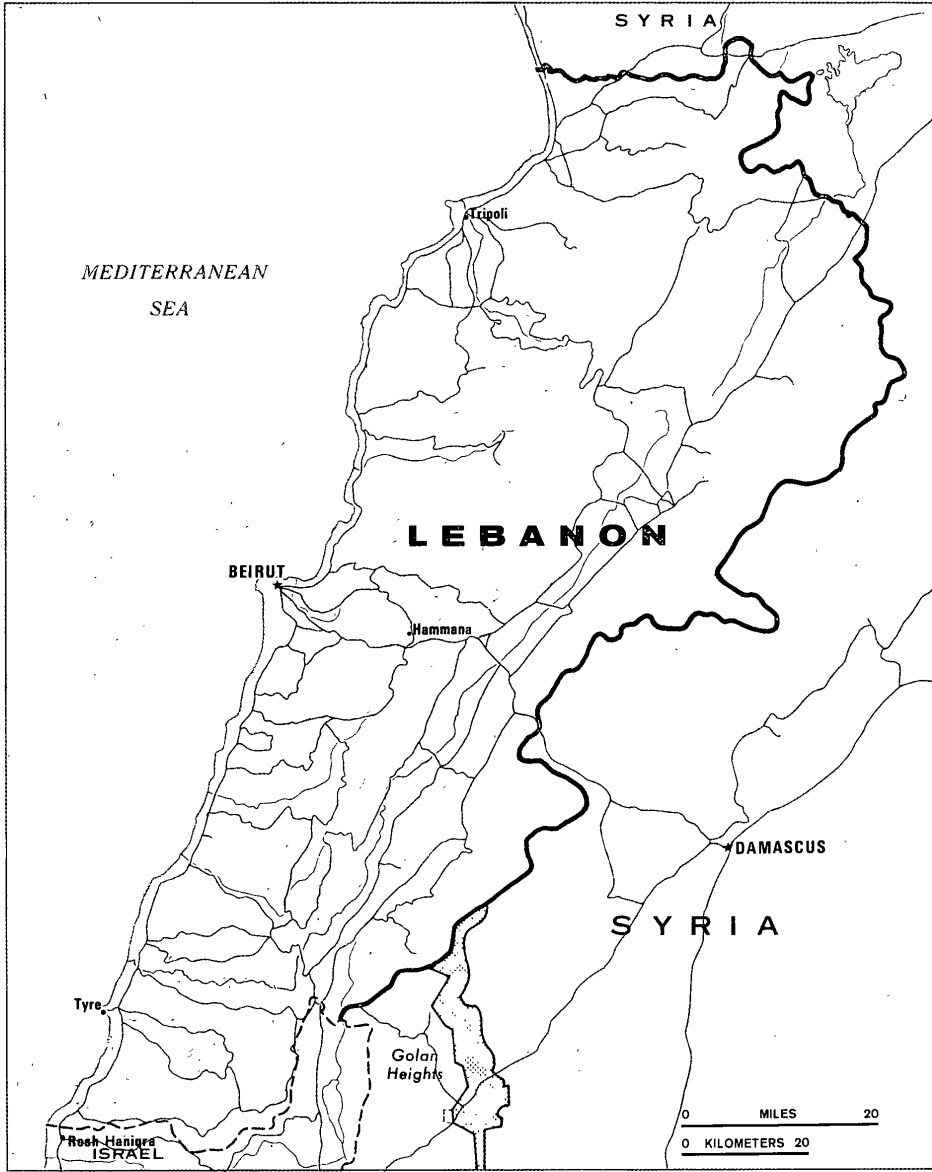 SYRIA
Tripoli
MEDITERRANEAN
SEA
LEBANON
BEIRUT
Hammana
DAMASCUS
SYRIA
Tyre
Golan
Heights
0 MILES 20
0 KILOMETERS 20
Rosh Haniqra
ISRAEL